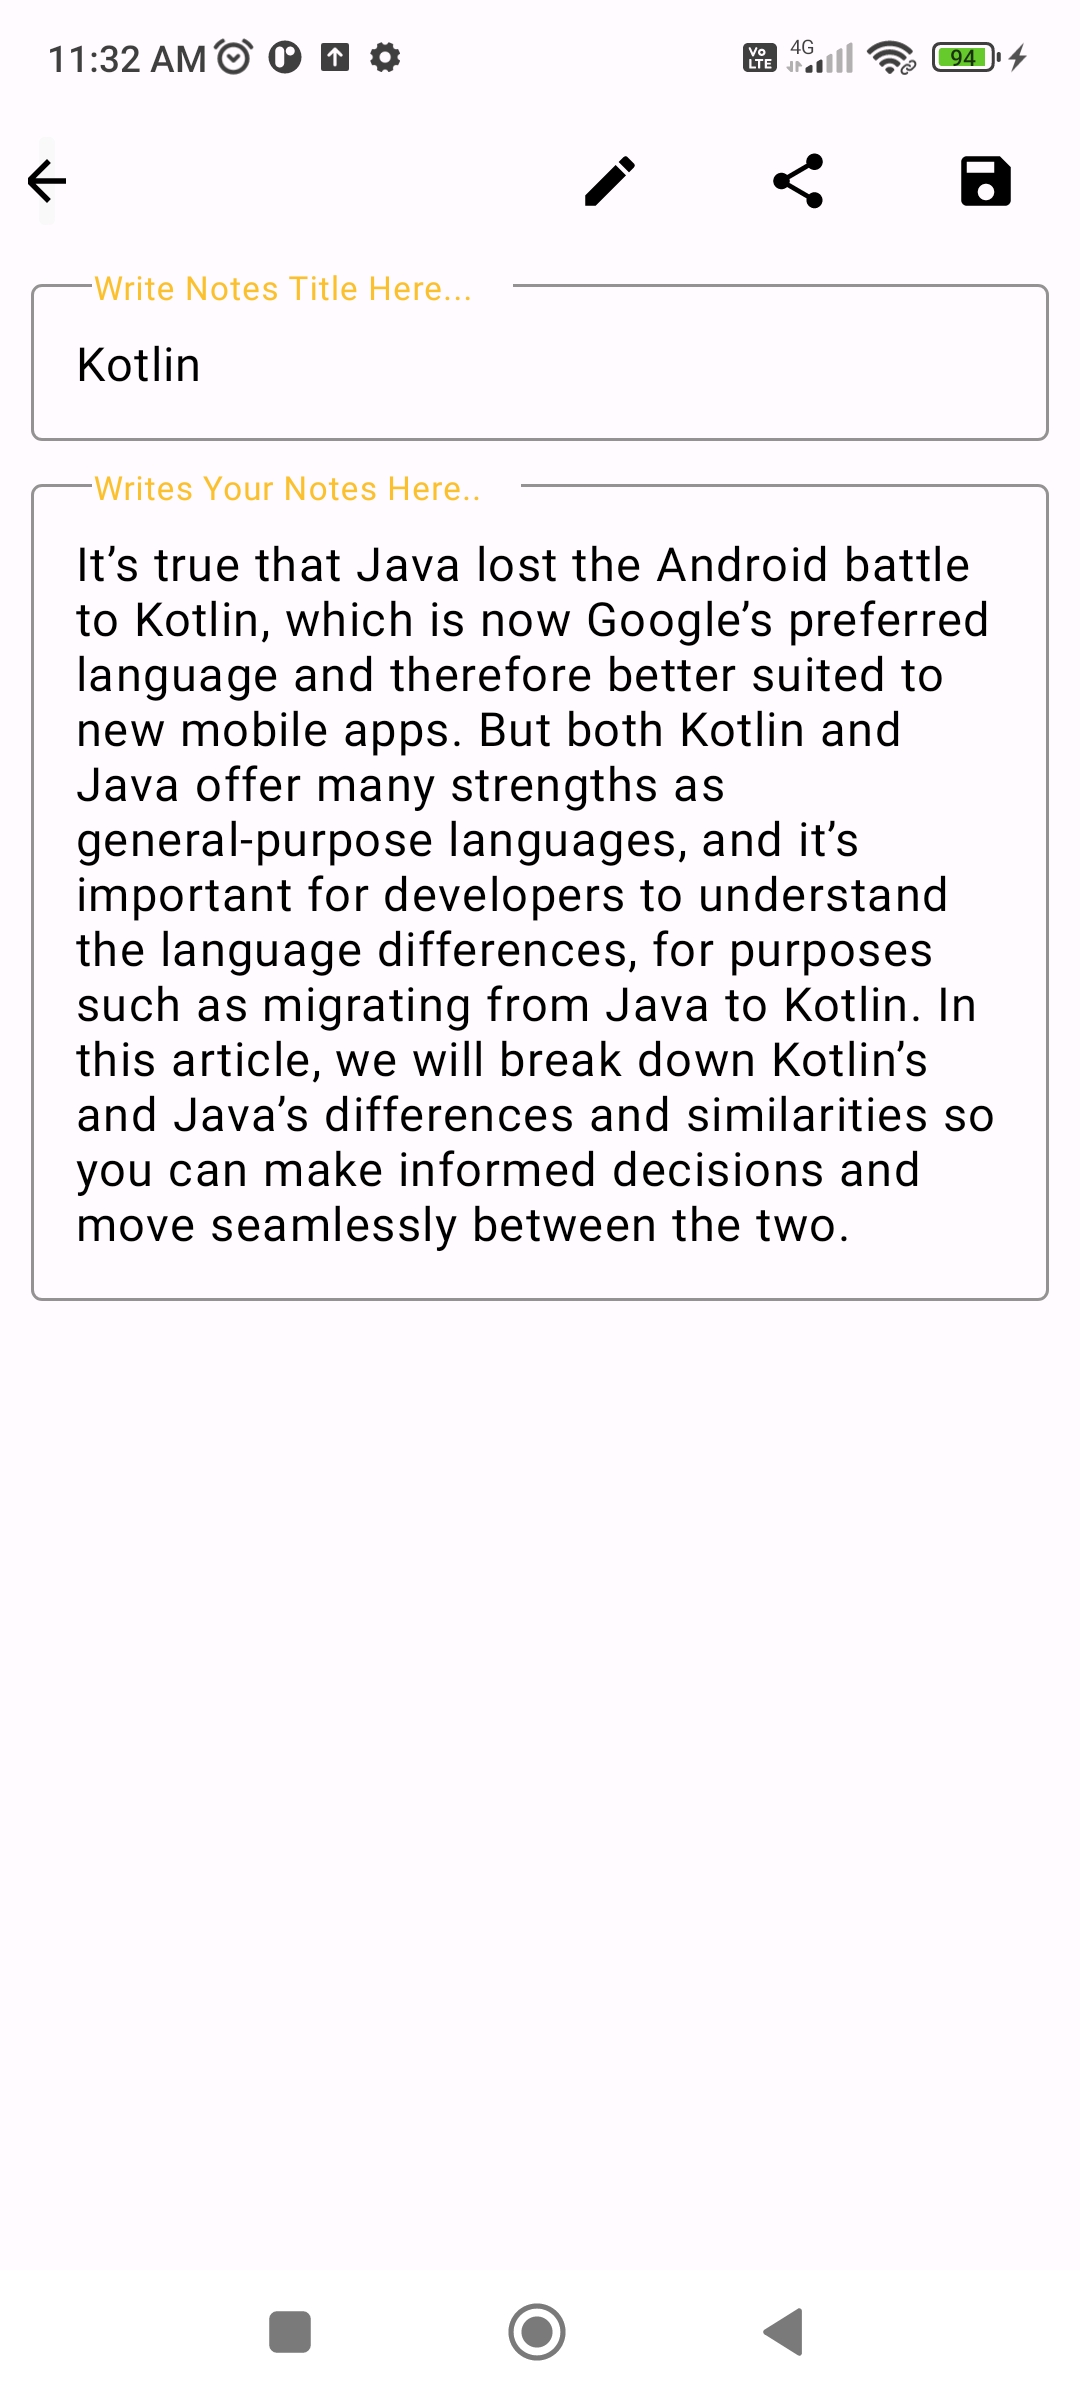 11:32 AM
Vo LTE 4G 94
Write Notes Title Here...
Kotlin
Writes Your Notes Here..
It’s true that Java lost the Android battle
to Kotlin, which is now Google’s preferred
language and therefore better suited to
new mobile apps. But both Kotlin and
Java offer many strengths as
general-purpose languages, and it’s
important for developers to understand
the language differences, for purposes
such as migrating from Java to Kotlin. In
this article, we will break down Kotlin’s
and Java’s differences and similarities so
you can make informed decisions and
move seamlessly between the two.